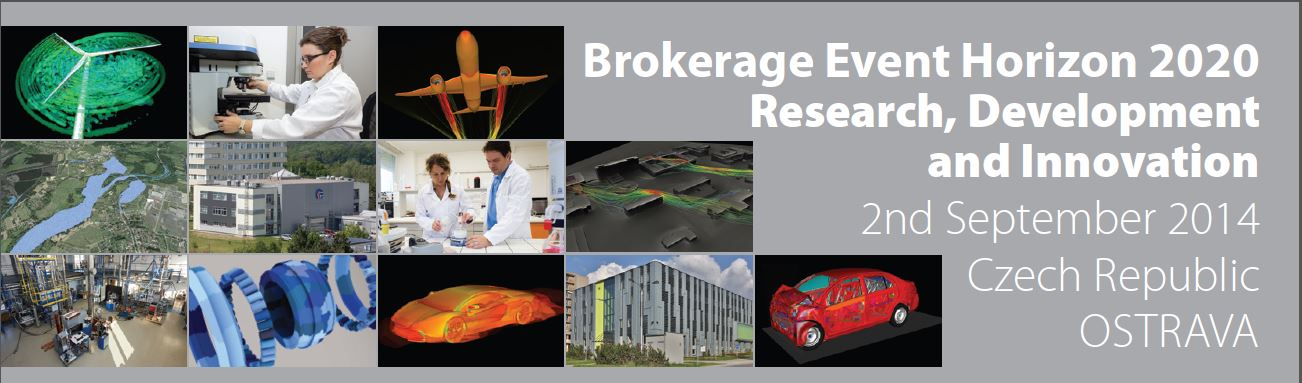 Brokerage Event Horizon 2020
Research, Development
and Innovation
2nd September 2014
Czech Republic
OSTRAVA